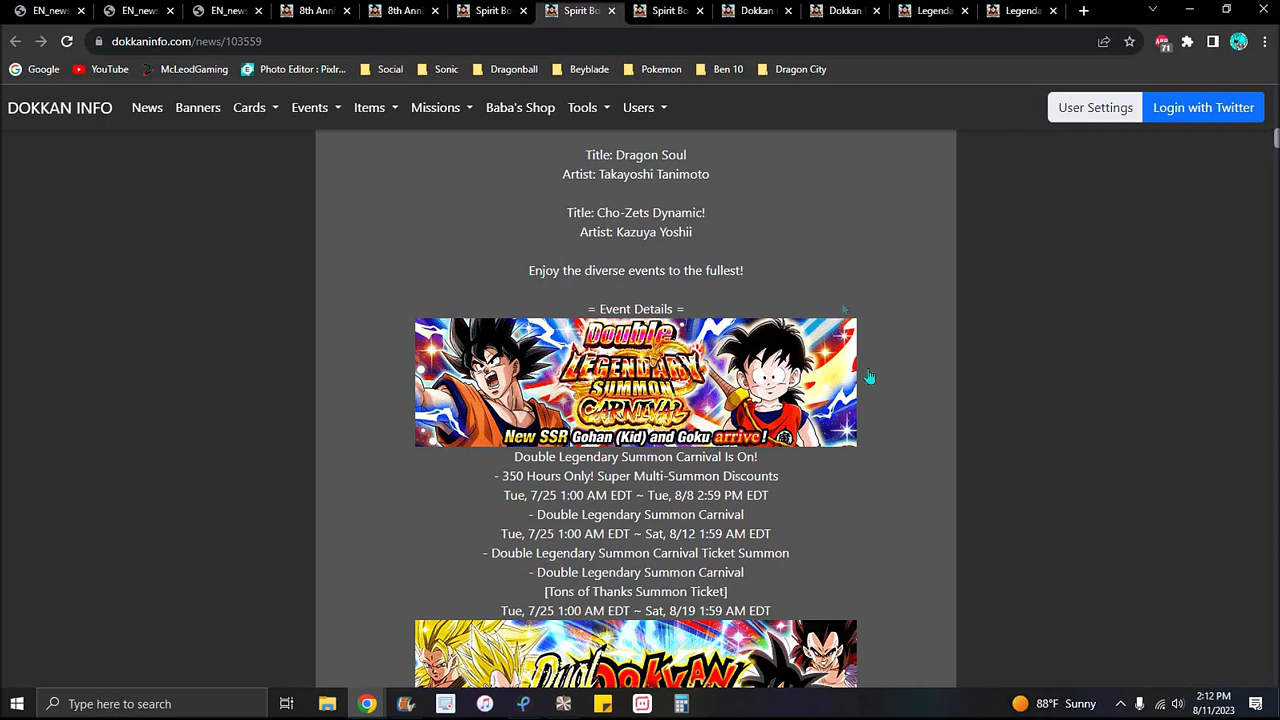 EN_news
EN_news
EN_news
8th Anni
8th Anni
Spirit Bo
Spirit Bo
Spirit Bo
Dokkan
Dokkan
Legenda
Legenda
dokkaninfo.com/news/103559
71
Google
YouTube
McLeodGaming
Photo Editor : Pixlr...
Social
Sonic
Dragonball
Beyblade
Pokemon
Ben 10
Dragon City
DOKKAN INFO
News
Banners
Cards
Events
Items
Missions
Baba's Shop
Tools
Users
User Settings
Login with Twitter
Title: Dragon Soul
Artist: Takayoshi Tanimoto
Title: Cho-Zets Dynamic!
Artist: Kazuya Yoshii
Enjoy the diverse events to the fullest!
= Event Details =
Double
LEGENDARY
SUMMON
CARNIVAL
New SSR Gohan (Kid) and Goku arrive!
Double Legendary Summon Carnival Is On!
- 350 Hours Only! Super Multi-Summon Discounts
Tue, 7/25 1:00 AM EDT ~ Tue, 8/8 2:59 PM EDT
- Double Legendary Summon Carnival
Tue, 7/25 1:00 AM EDT ~ Sat, 8/12 1:59 AM EDT
- Double Legendary Summon Carnival Ticket Summon
- Double Legendary Summon Carnival
[Tons of Thanks Summon Ticket]
Tue, 7/25 1:00 AM EDT ~ Sat, 8/19 1:59 AM EDT
Dual DOKKAN
Type here to search
88°F Sunny
2:12 PM
8/11/2023